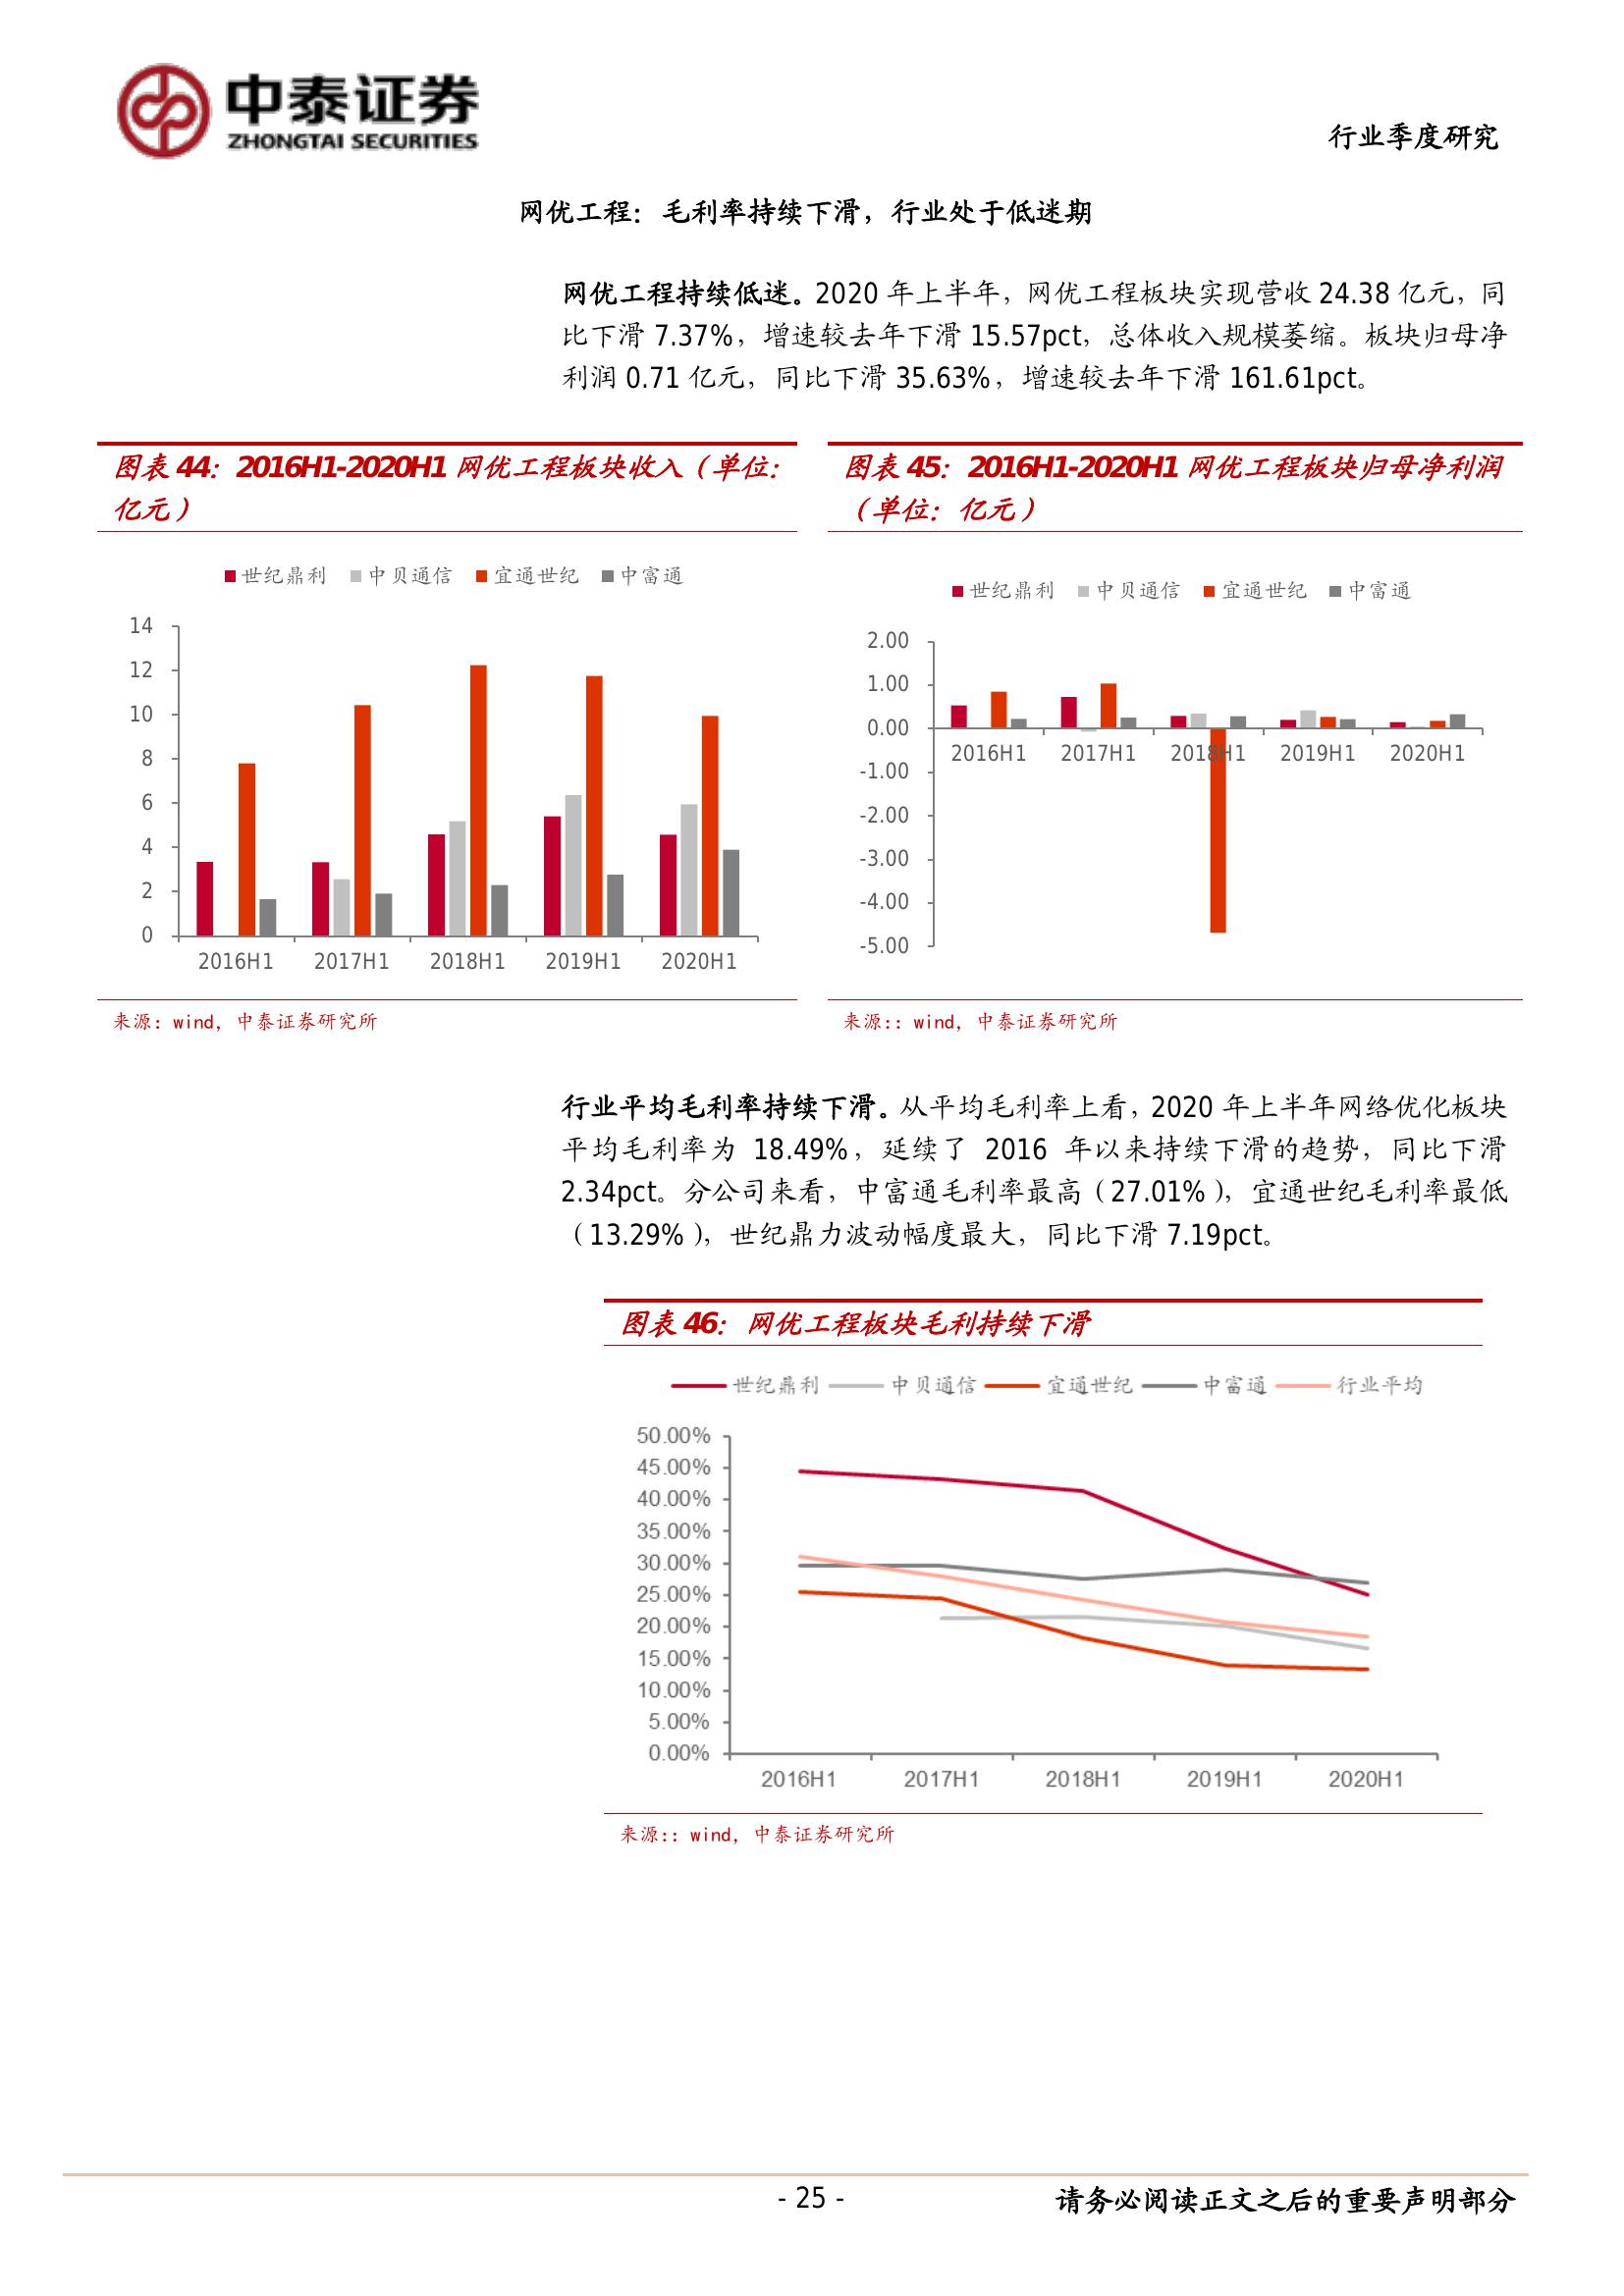 中泰证券
ZHONGTAI SECURITIES
行业季度研究
网优工程：毛利率持续下滑，行业处于低迷期
网优工程持续低迷。2020 年上半年，网优工程板块实现营收 24.38 亿元，同
比下滑 7.37%，增速较去年下滑 15.57pct，总体收入规模萎缩。板块归母净
利润 0.71 亿元，同比下滑 35.63%，增速较去年下滑 161.61pct。
图表 44：2016H1-2020H1 网优工程板块收入（单位：
亿元）
世纪鼎利 中贝通信 宜通世纪 中富通
14
12
10
8
6
4
2
0
2016H1 2017H1 2018H1 2019H1 2020H1
来源：wind，中泰证券研究所
图表 45：2016H1-2020H1 网优工程板块归母净利润
（单位：亿元）
世纪鼎利 中贝通信 宜通世纪 中富通
2.00
1.00
0.00
-1.00
-2.00
-3.00
-4.00
-5.00
2016H1 2017H1 2018H1 2019H1 2020H1
来源：：wind，中泰证券研究所
行业平均毛利率持续下滑。从平均毛利率上看，2020 年上半年网络优化板块
平均毛利率为 18.49%，延续了 2016 年以来持续下滑的趋势，同比下滑
2.34pct。分公司来看，中富通毛利率最高（27.01%），宜通世纪毛利率最低
（13.29%），世纪鼎力波动幅度最大，同比下滑 7.19pct。
图表 46：网优工程板块毛利持续下滑
世纪鼎利 中贝通信 宜通世纪 中富通 行业平均
50.00%
45.00%
40.00%
35.00%
30.00%
25.00%
20.00%
15.00%
10.00%
5.00%
0.00%
2016H1 2017H1 2018H1 2019H1 2020H1
来源：：wind，中泰证券研究所
- 25 -
请务必阅读正文之后的重要声明部分